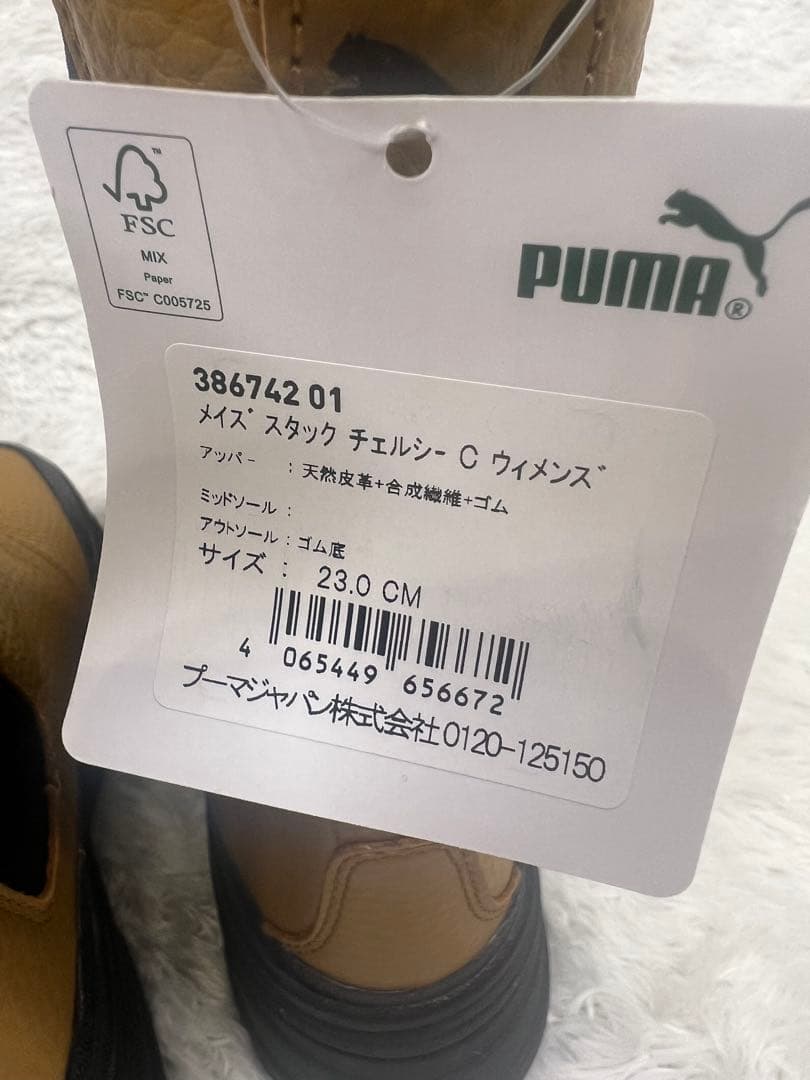 FSC™
MIX
Paper
FSC™ C005725
PUMA®
386742 01
メイズ スタック チェルシー C ウィメンズ
アッパー : 天然皮革+合成繊維+ゴム
ミッドソール :
アウトソール : ゴム底
サイズ : 23.0 CM
4 065449 656672
プーマジャパン株式会社 0120-125150